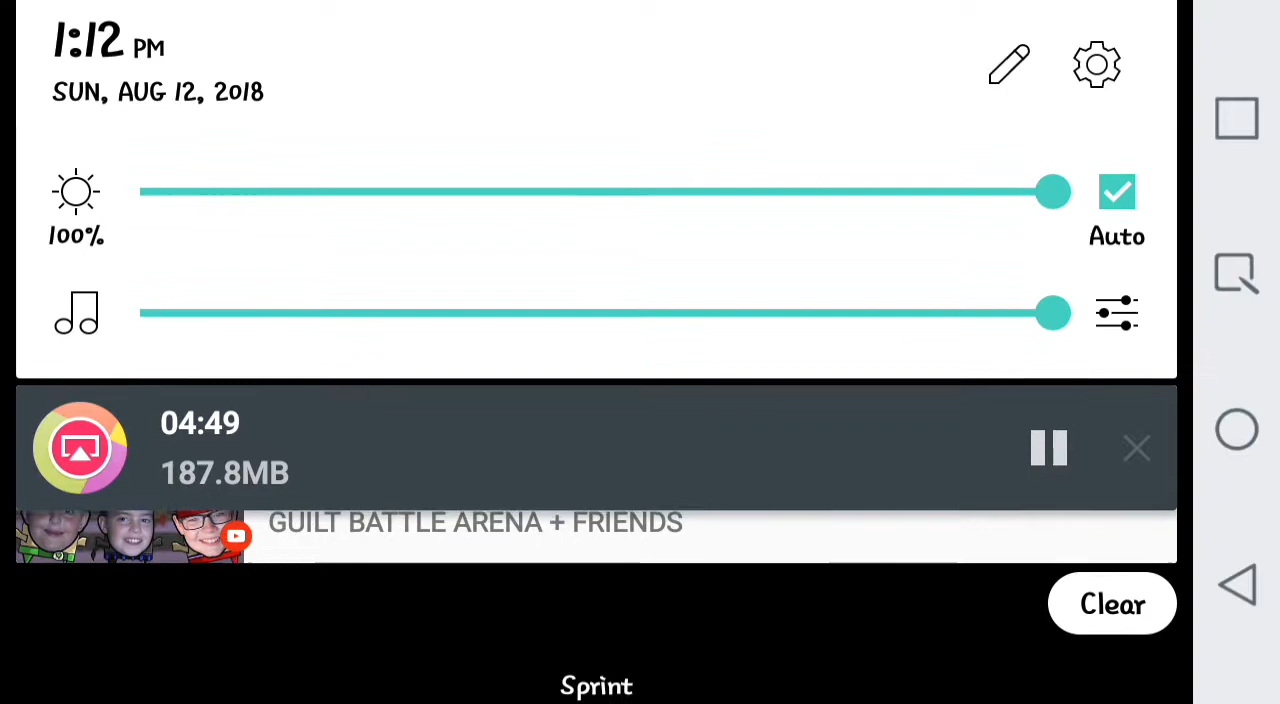 1:12 PM
SUN, AUG 12, 2018
100%
Auto
04:49
187.8MB
GUILT BATTLE ARENA + FRIENDS
Clear
Sprint